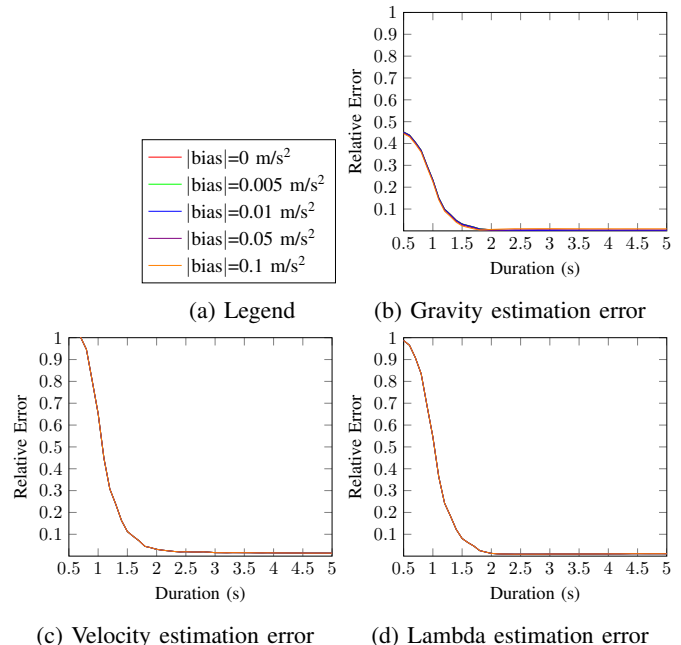 |bias|=0 m/s²
|bias|=0.005 m/s²
|bias|=0.01 m/s²
|bias|=0.05 m/s²
|bias|=0.1 m/s²
(a) Legend
1
0.9
0.8
0.7
0.6
0.5
0.4
0.3
0.2
0.1
Relative Error
0.5 1 1.5 2 2.5 3 3.5 4 4.5 5
Duration (s)
(b) Gravity estimation error
1
0.9
0.8
0.7
0.6
0.5
0.4
0.3
0.2
0.1
Relative Error
0.5 1 1.5 2 2.5 3 3.5 4 4.5 5
Duration (s)
(c) Velocity estimation error
1
0.9
0.8
0.7
0.6
0.5
0.4
0.3
0.2
0.1
Relative Error
0.5 1 1.5 2 2.5 3 3.5 4 4.5 5
Duration (s)
(d) Lambda estimation error